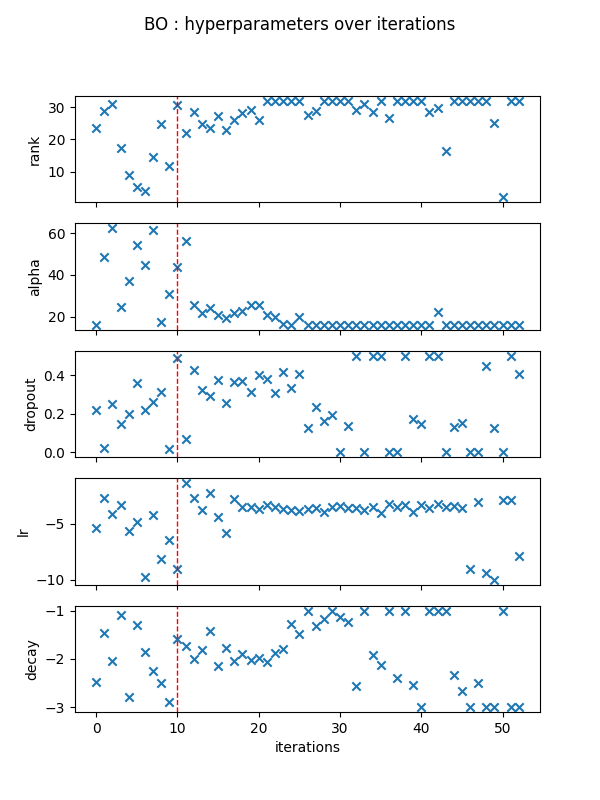 BO : hyperparameters over iterations
30
20
10
rank
60
40
20
alpha
0.4
0.2
0.0
dropout
−5
−10
lr
−1
−2
−3
decay
0 10 20 30 40 50
iterations